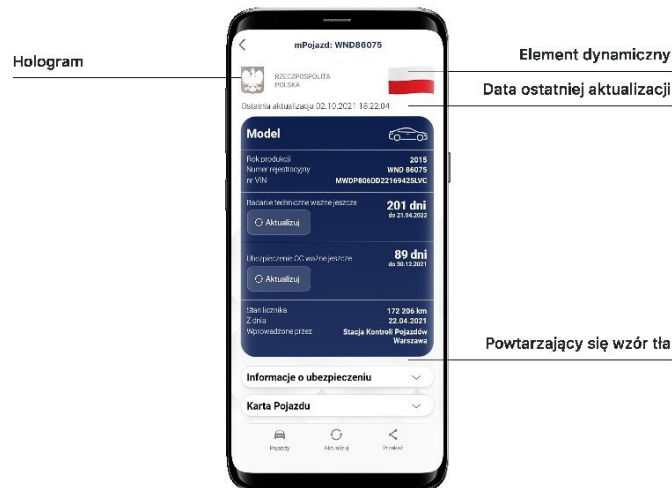 mPojazd: WND86075
Hologram
Element dynamiczny
RZECZPOSPOLITA
POLSKA
Data ostatniej aktualizacji
Ostatnia aktualizacja 02.10.2021 18:22:04
Model
Rok produkcji 2015
Numer rejestracyjny WND 86075
nr VIN MWDP806DD22169425LVC
Badanie techniczne ważne jeszcze 201 dni
do 21.04.2022
Aktualizuj
Ubezpieczenie OC ważne jeszcze 89 dni
do 30.12.2021
Aktualizuj
Stan licznika 172 206 km
Z dnia 22.04.2021
Wprowadzone przez Stacja Kontroli Pojazdów
Warszawa
Powtarzający się wzór tła
Informacje o ubezpieczeniu
Karta Pojazdu
Pojazdy Aktualizuj Przekaż